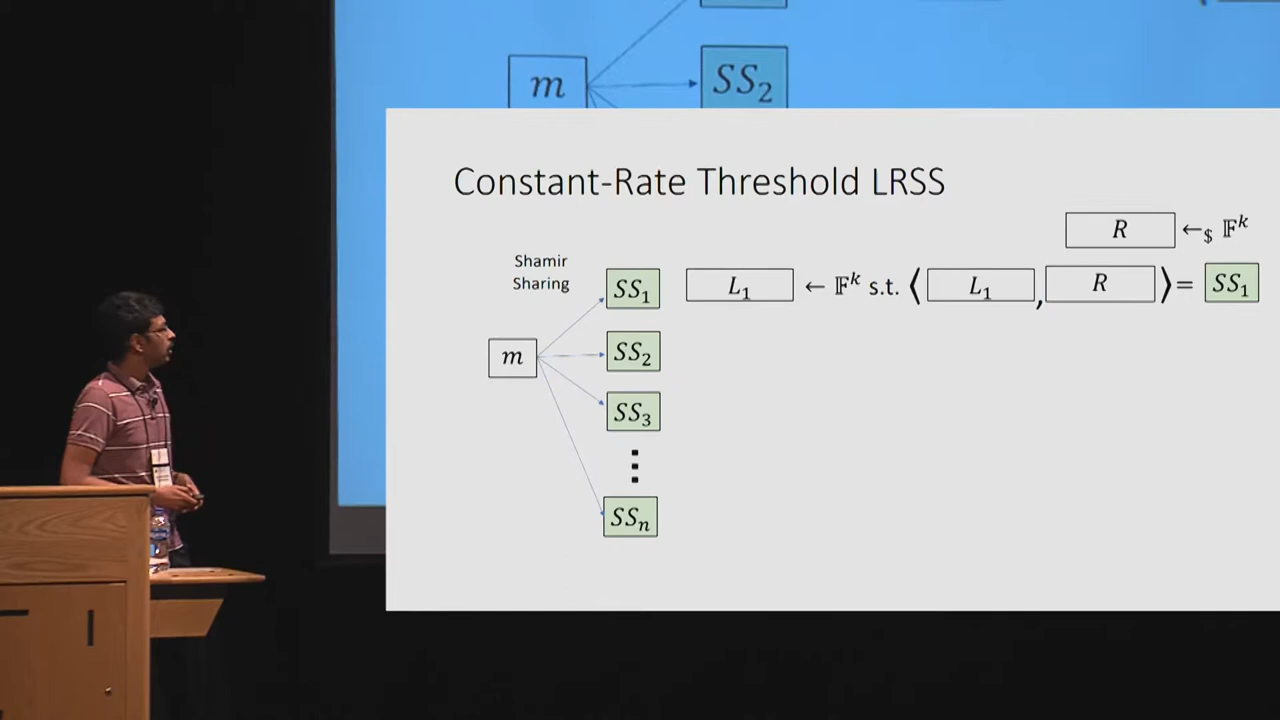 m
SS₂
Constant-Rate Threshold LRSS
R ←$ 𝔽ᵏ
Shamir
Sharing
SS₁ L₁ ← 𝔽ᵏ s.t. ⟨ L₁ , R ⟩ = SS₁
m
SS₂
SS₃
⋮
SSₙ